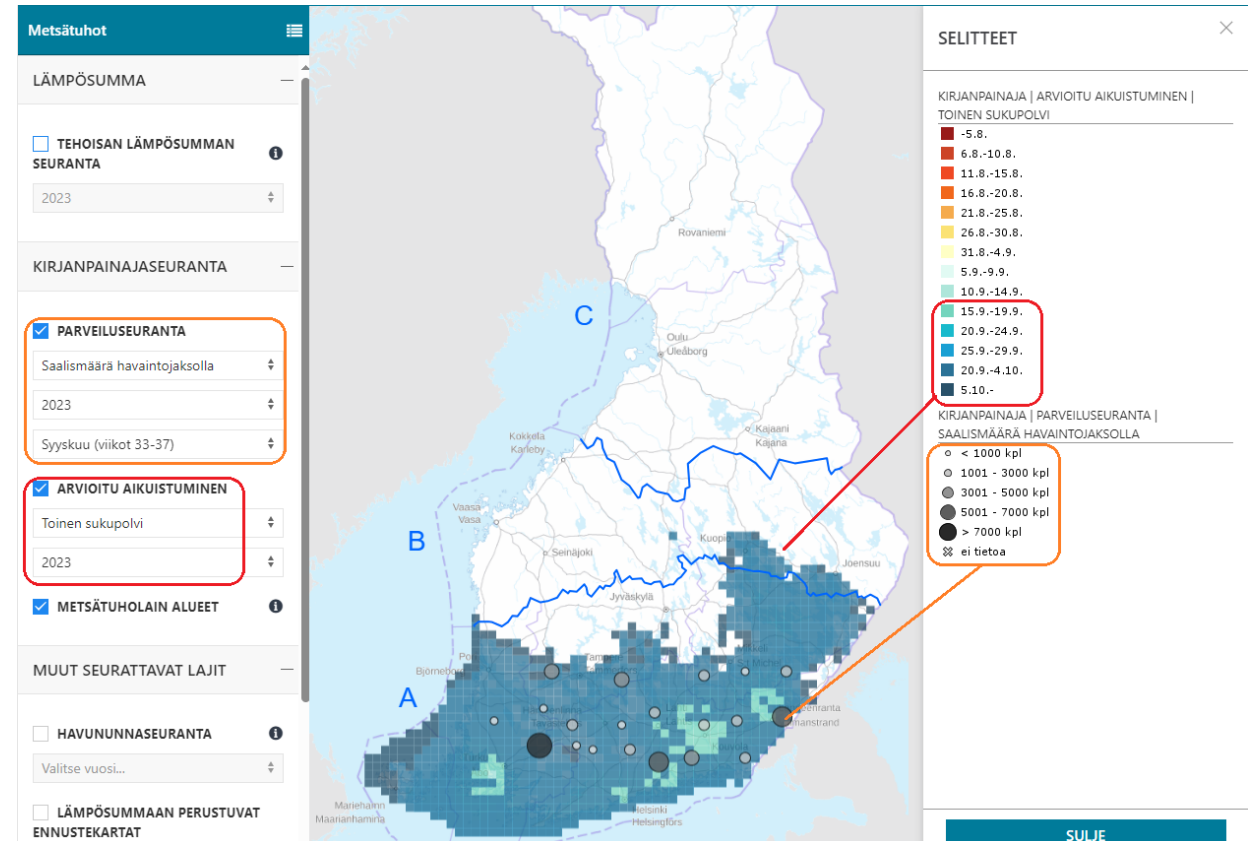 Metsätuhot
LÄMPÖSUMMA
TEHOISAN LÄMPÖSUMMAN
SEURANTA
2023
KIRJANPAINAJASEURANTA
PARVEILUSEURANTA
Saalismäärä havaintojaksolla
2023
Syyskuu (viikot 33-37)
ARVIOITU AIKUISTUMINEN
Toinen sukupolvi
2023
METSÄTUHOLAIN ALUEET
MUUT SEURATTAVAT LAJIT
HAVUNUNNASEURANTA
Valitse vuosi...
LÄMPÖSUMMAAN PERUSTUVAT
ENNUSTEKARTAT
Rovaniemi
C
Oulu
Uleåborg
Kajaani
Kajana
Kokkola
Karleby
Vaasa
Vasa
B
Seinäjoki
Kuopio
Joensuu
Jyväskylä
Björneborg
A
Mariehamn
Maarianhamina
Helsinki
Helsingfors
SELITTEET
KIRJANPAINAJA | ARVIOITU AIKUISTUMINEN |
TOINEN SUKUPOLVI
-5.8.
6.8.-10.8.
11.8.-15.8.
16.8.-20.8.
21.8.-25.8.
26.8.-30.8.
31.8.-4.9.
5.9.-9.9.
10.9.-14.9.
15.9.-19.9.
20.9.-24.9.
25.9.-29.9.
20.9.-4.10.
5.10.-
KIRJANPAINAJA | PARVEILUSEURANTA |
SAALISMÄÄRÄ HAVAINTOJAKSOLLA
< 1000 kpl
1001 - 3000 kpl
3001 - 5000 kpl
5001 - 7000 kpl
> 7000 kpl
ei tietoa
SULJE